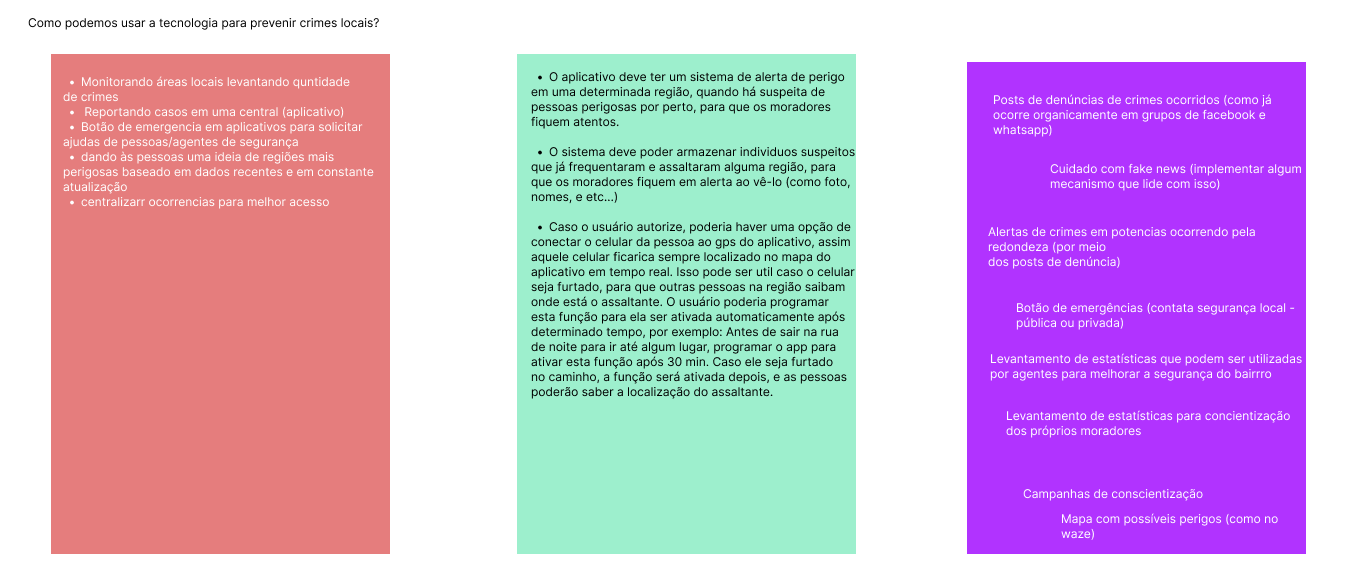 Como podemos usar a tecnologia para prevenir crimes locais?
• Monitorando áreas locais levantando quntidade
de crimes
• Reportando casos em uma central (aplicativo)
• Botão de emergencia em aplicativos para solicitar
ajudas de pessoas/agentes de segurança
• dando às pessoas uma ideia de regiões mais
perigosas baseado em dados recentes e em constante
atualização
• centralizarr ocorrencias para melhor acesso
• O aplicativo deve ter um sistema de alerta de perigo
em uma determinada região, quando há suspeita de
pessoas perigosas por perto, para que os moradores
fiquem atentos.
• O sistema deve poder armazenar individuos suspeitos
que já frequentaram e assaltaram alguma região, para
que os moradores fiquem em alerta ao vê-lo (como foto,
nomes, e etc...)
• Caso o usuário autorize, poderia haver uma opção de
conectar o celular da pessoa ao gps do aplicativo, assim
aquele celular ficarica sempre localizado no mapa do
aplicativo em tempo real. Isso pode ser util caso o celular
seja furtado, para que outras pessoas na região saibam
onde está o assaltante. O usuário poderia programar
esta função para ela ser ativada automaticamente após
determinado tempo, por exemplo: Antes de sair na rua
de noite para ir até algum lugar, programar o app para
ativar esta função após 30 min. Caso ele seja furtado
no caminho, a função será ativada depois, e as pessoas
poderão saber a localização do assaltante.
Posts de denúncias de crimes ocorridos (como já
ocorre organicamente em grupos de facebook e
whatsapp)
Cuidado com fake news (implementar algum
mecanismo que lide com isso)
Alertas de crimes em potencias ocorrendo pela
redondeza (por meio
dos posts de denúncia)
Botão de emergências (contata segurança local -
pública ou privada)
Levantamento de estatísticas que podem ser utilizadas
por agentes para melhorar a segurança do bairrro
Levantamento de estatísticas para concientização
dos próprios moradores
Campanhas de conscientização
Mapa com possíveis perigos (como no
waze)